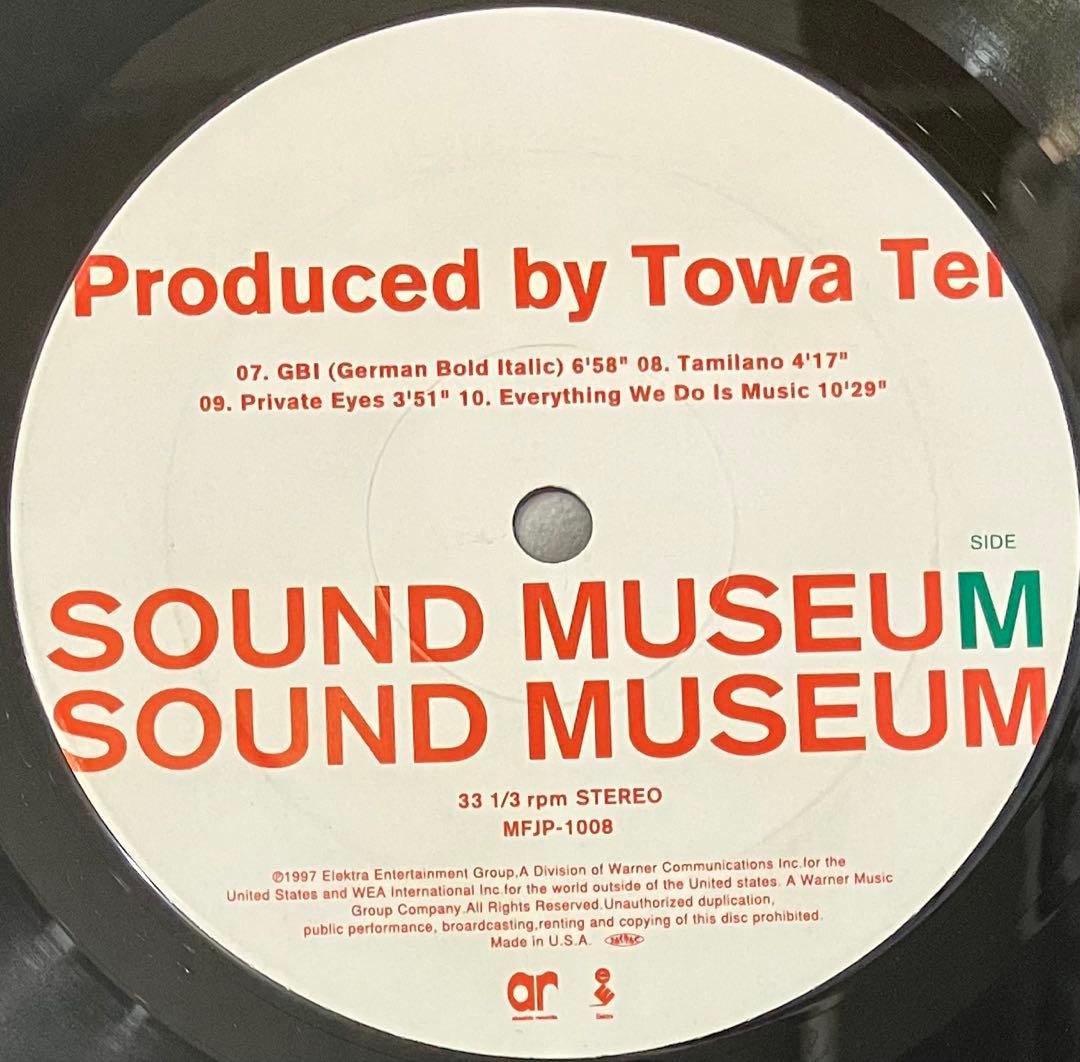 Produced by Towa Tei
07. GBI (German Bold Italic) 6'58" 08. Tamilano 4'17"
09. Private Eyes 3'51" 10. Everything We Do Is Music 10'29"
SIDE
SOUND MUSEUM
SOUND MUSEUM
33 1/3 rpm STEREO
MFJP-1008
℗1997 Elektra Entertainment Group,A Division of Warner Communications Inc.for the
United States and WEA International Inc.for the world outside of the United states. A Warner Music
Group Company.All Rights Reserved.Unauthorized duplication,
public performance, broardcasting,renting and copying of this disc prohibited.
Made in U.S.A.
ar